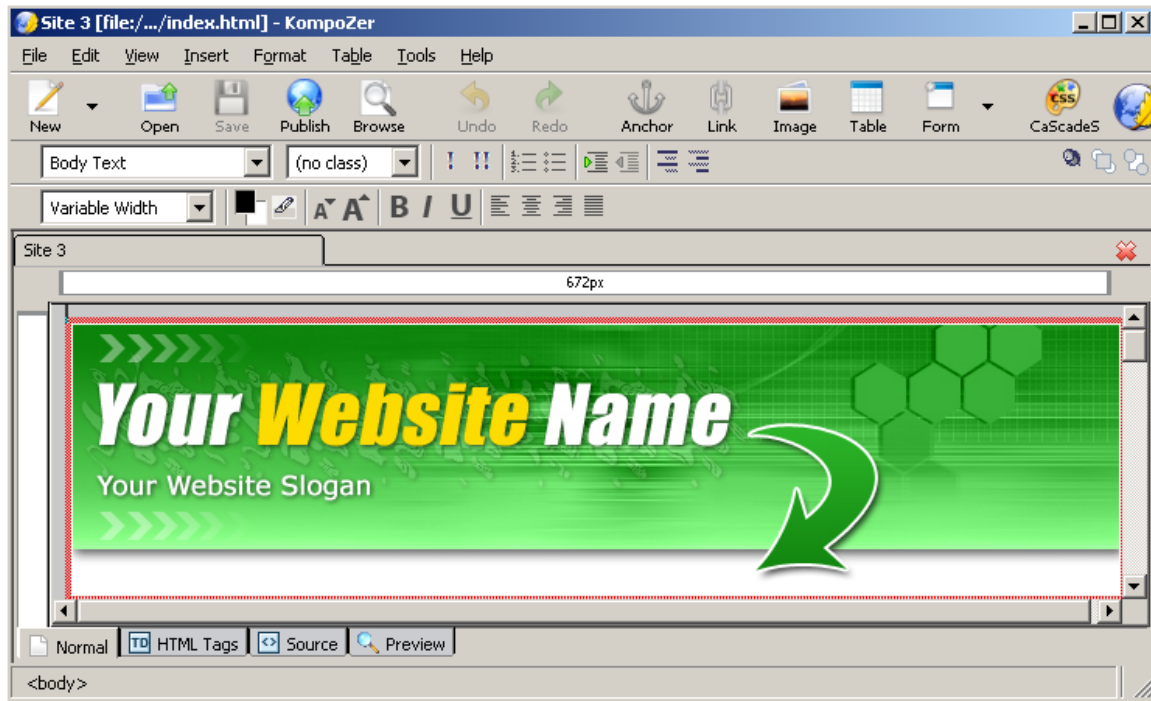 Site 3 [file:/.../index.html] - KompoZer
File Edit View Insert Format Table Tools Help
New Open Save Publish Browse Undo Redo Anchor Link Image Table Form CaScadeS
CSS
Body Text (no class) ! !!
Variable Width A A B I U
Site 3
672px
Your Website Name
Your Website Slogan
Normal TD HTML Tags Source Preview
<body>